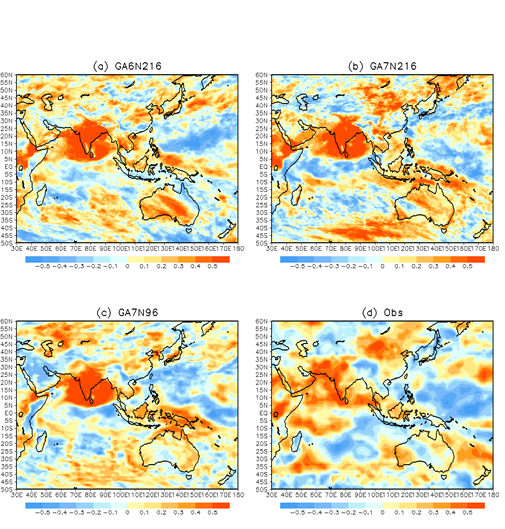 (a) GA6N216
(b) GA7N216
60N
55N
50N
45N
40N
35N
30N
25N
20N
15N
10N
5N
EQ
5S
10S
15S
20S
25S
30S
35S
40S
45S
50S
60N
55N
50N
45N
40N
35N
30N
25N
20N
15N
10N
5N
EQ
5S
10S
15S
20S
25S
30S
35S
40S
45S
50S
30E 40E 50E 60E 70E 80E 90E 100E 110E 120E 130E 140E 150E 160E 170E 180
30E 40E 50E 60E 70E 80E 90E 100E 110E 120E 130E 140E 150E 160E 170E 180
-0.5 -0.4 -0.3 -0.2 -0.1 0 0.1 0.2 0.3 0.4 0.5
-0.5 -0.4 -0.3 -0.2 -0.1 0 0.1 0.2 0.3 0.4 0.5
(c) GA7N96
(d) Obs
60N
55N
50N
45N
40N
35N
30N
25N
20N
15N
10N
5N
EQ
5S
10S
15S
20S
25S
30S
35S
40S
45S
50S
60N
55N
50N
45N
40N
35N
30N
25N
20N
15N
10N
5N
EQ
5S
10S
15S
20S
25S
30S
35S
40S
45S
50S
30E 40E 50E 60E 70E 80E 90E 100E 110E 120E 130E 140E 150E 160E 170E 180
30E 40E 50E 60E 70E 80E 90E 100E 110E 120E 130E 140E 150E 160E 170E 180
-0.5 -0.4 -0.3 -0.2 -0.1 0 0.1 0.2 0.3 0.4 0.5
-0.5 -0.4 -0.3 -0.2 -0.1 0 0.1 0.2 0.3 0.4 0.5